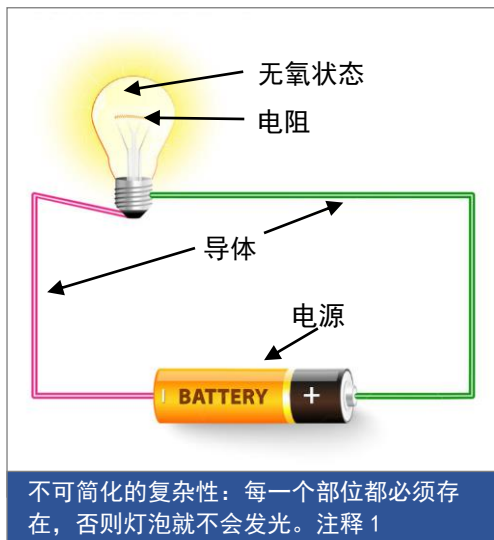 无氧状态
电阻
导体
电源
BATTERY +
不可简化的复杂性：每一个部位都必须存
在，否则灯泡就不会发光。注释 1